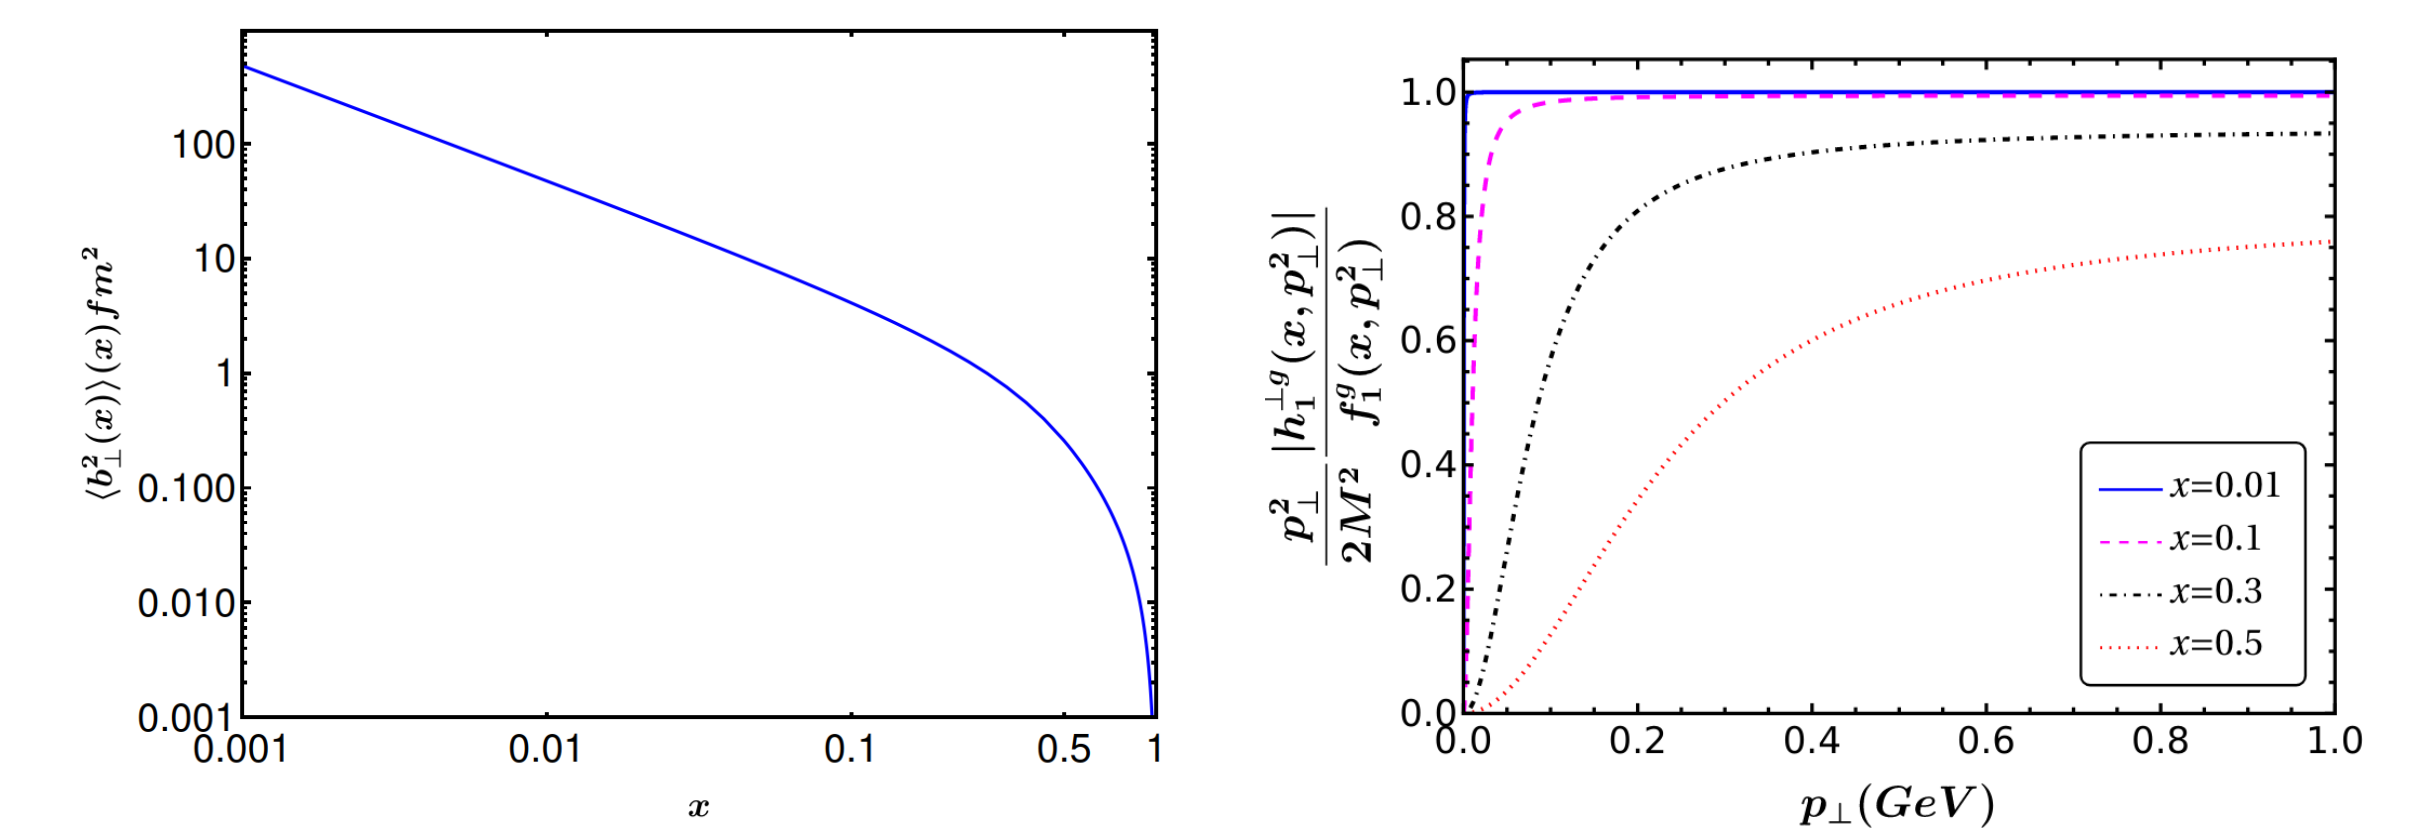 ⟨b⊥²(x)⟩(x) fm²
100
10
1
0.100
0.010
0.001
0.001 0.01 0.1 0.5 1
x
p⊥²/2M² |h₁⊥ᵍ(x, p⊥²)|/f₁ᵍ(x, p⊥²)
1.0
0.8
0.6
0.4
0.2
0.0
x=0.01
x=0.1
x=0.3
x=0.5
0.0 0.2 0.4 0.6 0.8 1.0
p⊥(GeV)